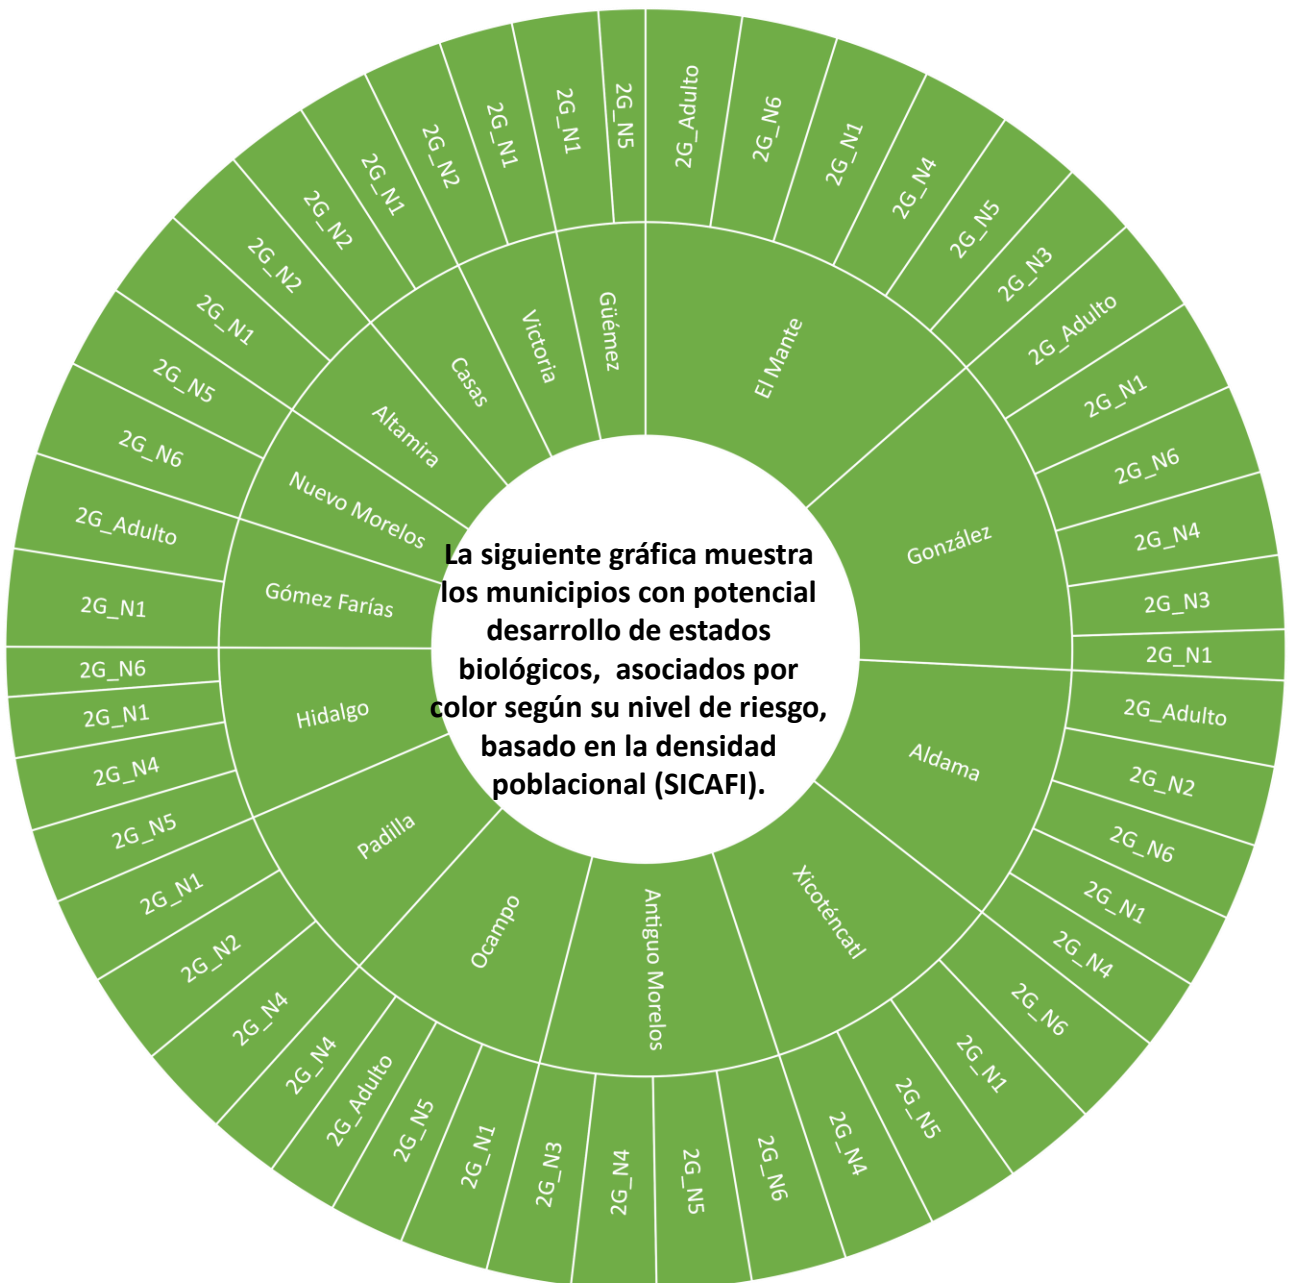 La siguiente gráfica muestra
los municipios con potencial
desarrollo de estados
biológicos, asociados por
color según su nivel de riesgo,
basado en la densidad
poblacional (SICAFI).
El Mante
2G_Adulto
2G_N6
2G_N1
2G_N4
2G_N5
2G_N3
González
2G_Adulto
2G_N1
2G_N6
2G_N4
2G_N3
2G_N1
Aldama
2G_Adulto
2G_N2
2G_N6
2G_N1
2G_N4
Xicoténcatl
2G_N6
2G_N1
2G_N5
2G_N4
Antiguo Morelos
2G_N6
2G_N5
2G_N4
2G_N3
Ocampo
2G_N1
2G_N5
2G_Adulto
2G_N4
Padilla
2G_N4
2G_N2
2G_N1
Hidalgo
2G_N5
2G_N4
2G_N1
2G_N6
Gómez Farías
2G_N1
2G_Adulto
Nuevo Morelos
2G_N6
2G_N5
Altamira
2G_N1
2G_N2
Casas
2G_N2
2G_N1
Victoria
2G_N2
2G_N1
Güémez
2G_N1
2G_N5